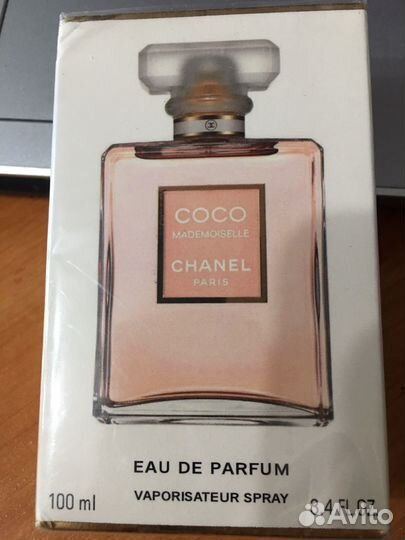 COCO
MADEMOISELLE
CHANEL
PARIS
EAU DE PARFUM
100 ml VAPORISATEUR SPRAY 3.4 FL.OZ.
Avito